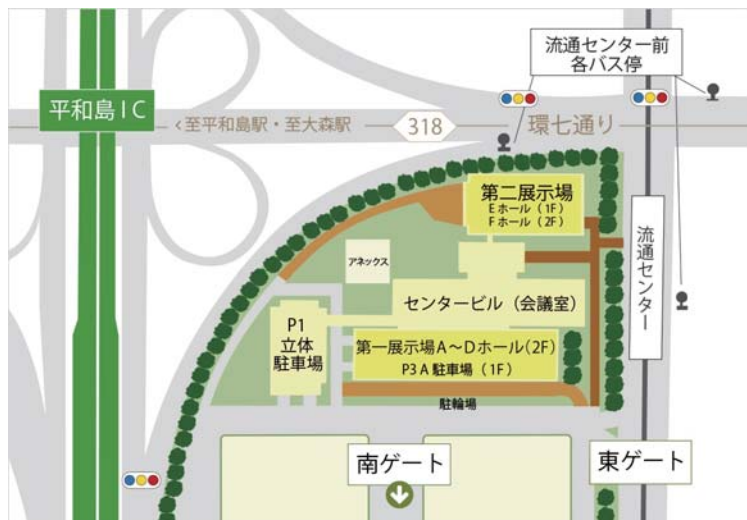 流通センター前
各バス停
平和島IC
<至平和島駅・至大森駅
318
環七通り
第二展示場
Eホール(1F)
Fホール(2F)
アネックス
流通センター
センタービル(会議室)
P1
立体
駐車場
第一展示場A～Dホール(2F)
P3 A 駐車場(1F)
駐輪場
南ゲート
東ゲート